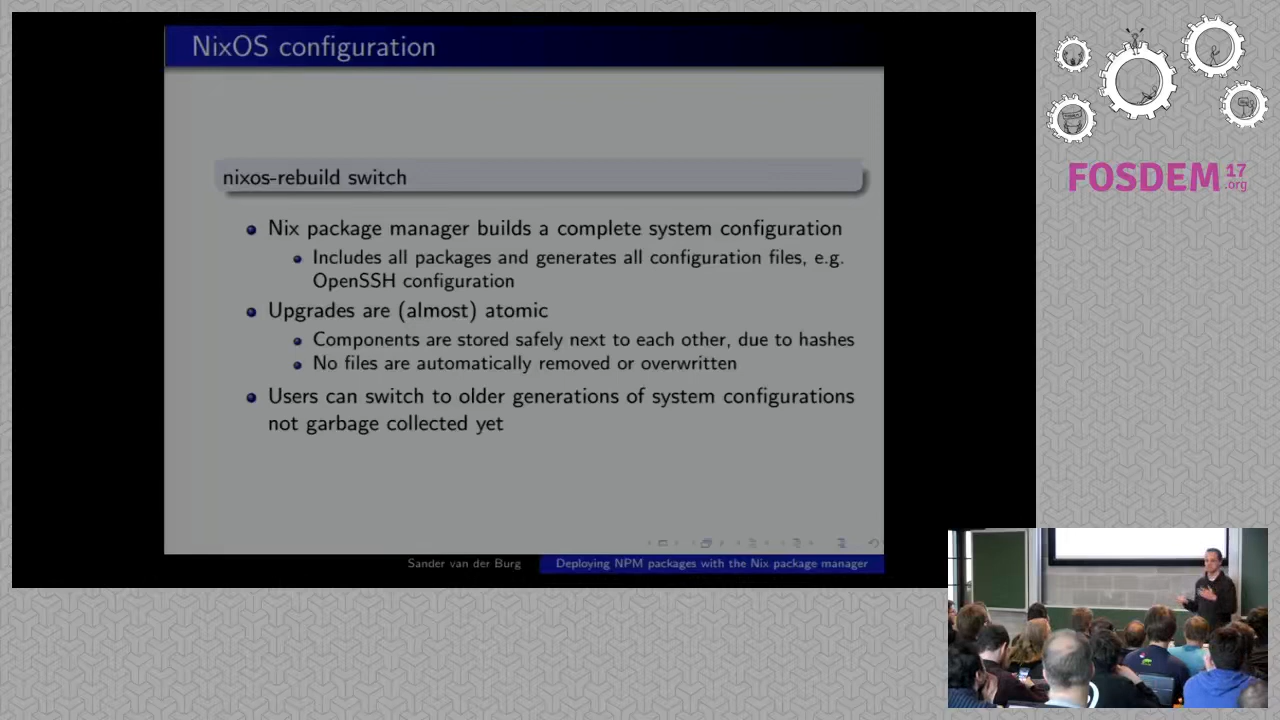 NixOS configuration
nixos-rebuild switch
Nix package manager builds a complete system configuration
Includes all packages and generates all configuration files, e.g.
OpenSSH configuration
Upgrades are (almost) atomic
Components are stored safely next to each other, due to hashes
No files are automatically removed or overwritten
Users can switch to older generations of system configurations
not garbage collected yet
Sander van der Burg
Deploying NPM packages with the Nix package manager
FOSDEM 17
.org